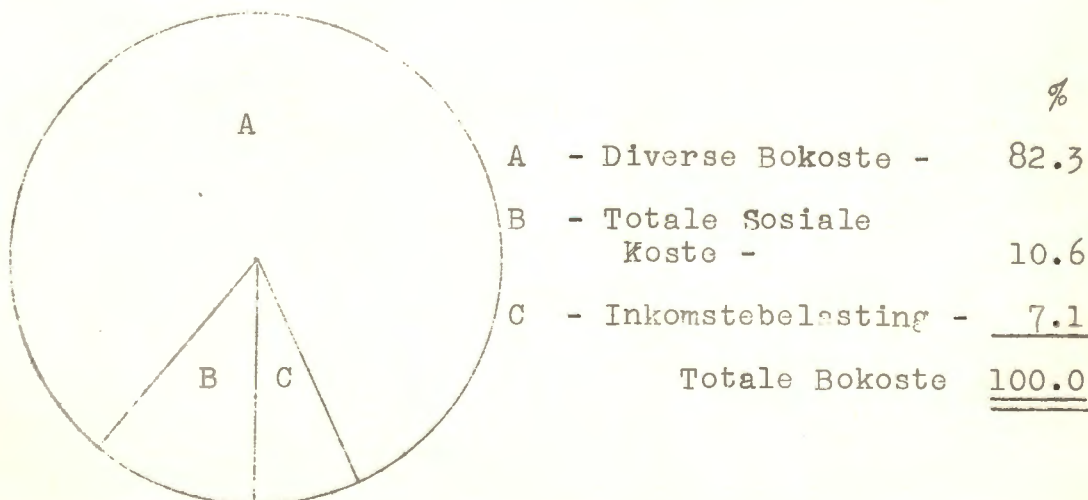 %
A
A - Diverse Bokoste - 82.3
B - Totale Sosiale
Koste - 10.6
C - Inkomstebelasting - 7.1
B C
Totale Bokoste 100.0